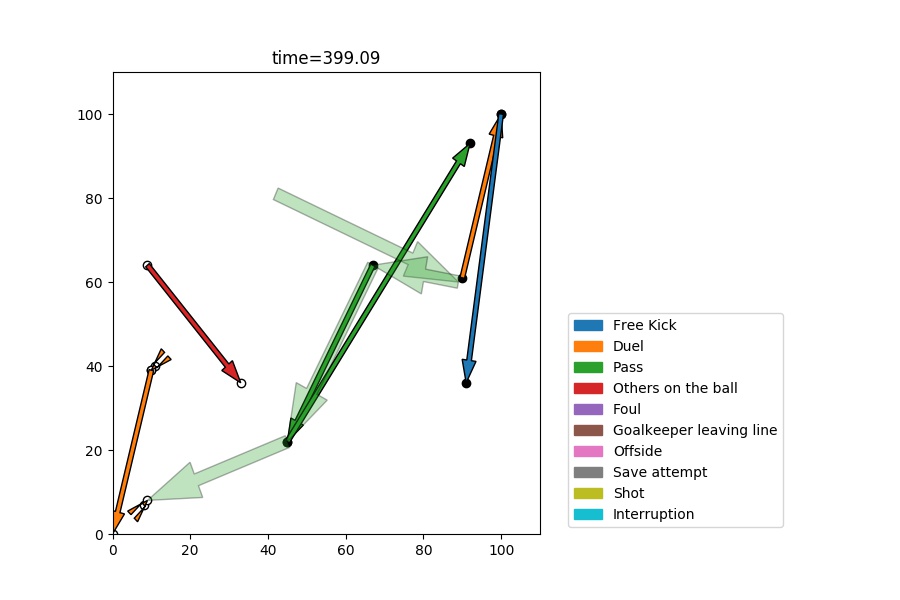 time=399.09
100
80
60
40
20
0
0 20 40 60 80 100
Free Kick
Duel
Pass
Others on the ball
Foul
Goalkeeper leaving line
Offside
Save attempt
Shot
Interruption